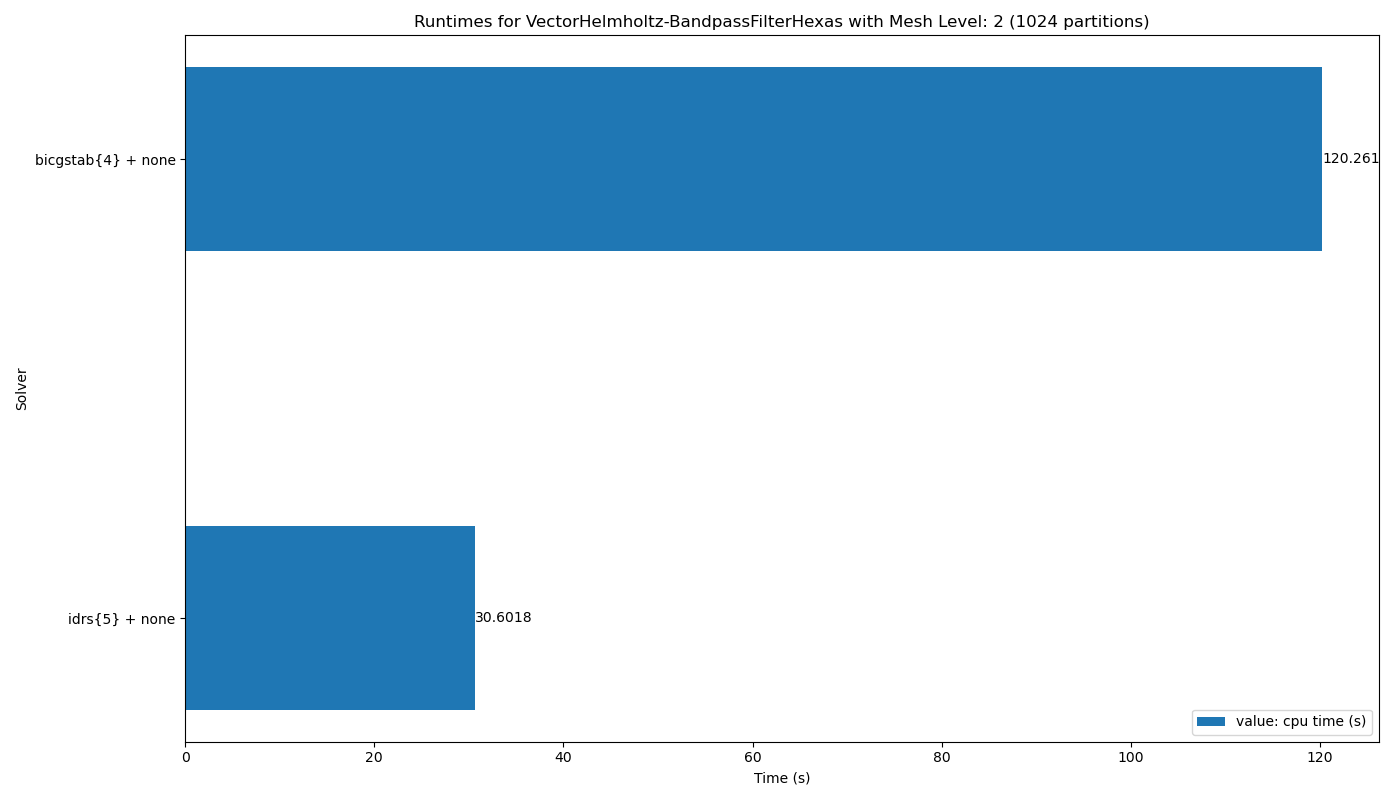 Runtimes for VectorHelmholtz-BandpassFilterHexas with Mesh Level: 2 (1024 partitions)
bicgstab{4} + none
120.261
Solver
idrs{5} + none
30.6018
value: cpu time (s)
0 20 40 60 80 100 120
Time (s)